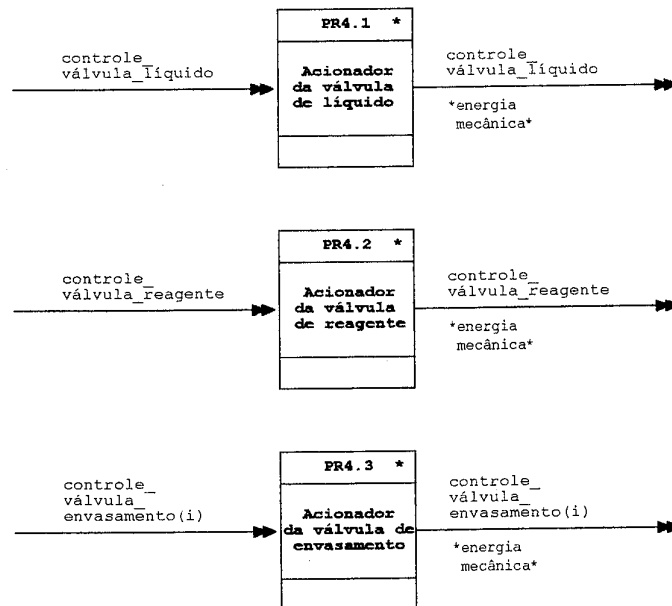 PR4.1 *
controle_
válvula_líquido
Acionador
da válvula
de líquido
controle_
válvula_líquido
*energia
mecânica*
PR4.2 *
controle_
válvula_reagente
Acionador
da válvula
de reagente
controle_
válvula_reagente
*energia
mecânica*
PR4.3 *
controle_
válvula_
envasamento(i)
Acionador
da válvula de
envasamento
controle_
válvula_
envasamento(i)
*energia
mecânica*